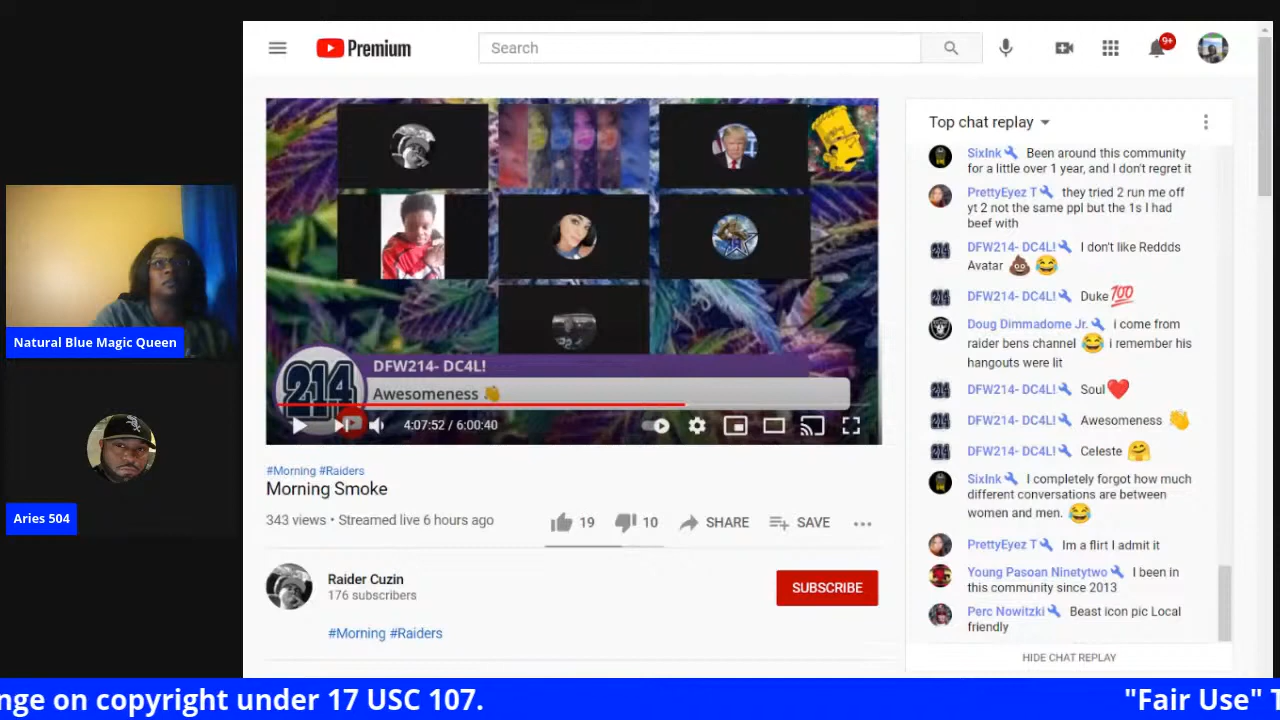 Premium
Search
9+
Natural Blue Magic Queen
Aries 504
214
DFW214- DC4L!
Awesomeness 👏
4:07:52 / 6:00:40
#Morning #Raiders
Morning Smoke
343 views • Streamed live 6 hours ago
19
10
SHARE
SAVE
Raider Cuzin
176 subscribers
SUBSCRIBE
#Morning #Raiders
Top chat replay
SixInk Been around this community
for a little over 1 year, and I don't regret it
PrettyEyez T they tried 2 run me off
yt 2 not the same ppl but the 1s I had
beef with
214
DFW214- DC4L! I don't like Reddds
Avatar 💩 😂
214
DFW214- DC4L! Duke 💯
Doug Dimmadome Jr. i come from
raider bens channel 😂 i remember his
hangouts were lit
214
DFW214- DC4L! Soul ❤️
214
DFW214- DC4L! Awesomeness 👏
214
DFW214- DC4L! Celeste 🤗
SixInk I completely forgot how much
different conversations are between
women and men. 😂
PrettyEyez T Im a flirt I admit it
Young Pasoan Ninetytwo I been in
this community since 2013
Perc Nowitzki Beast icon pic Local
friendly
HIDE CHAT REPLAY
nge on copyright under 17 USC 107.
"Fair Use" T